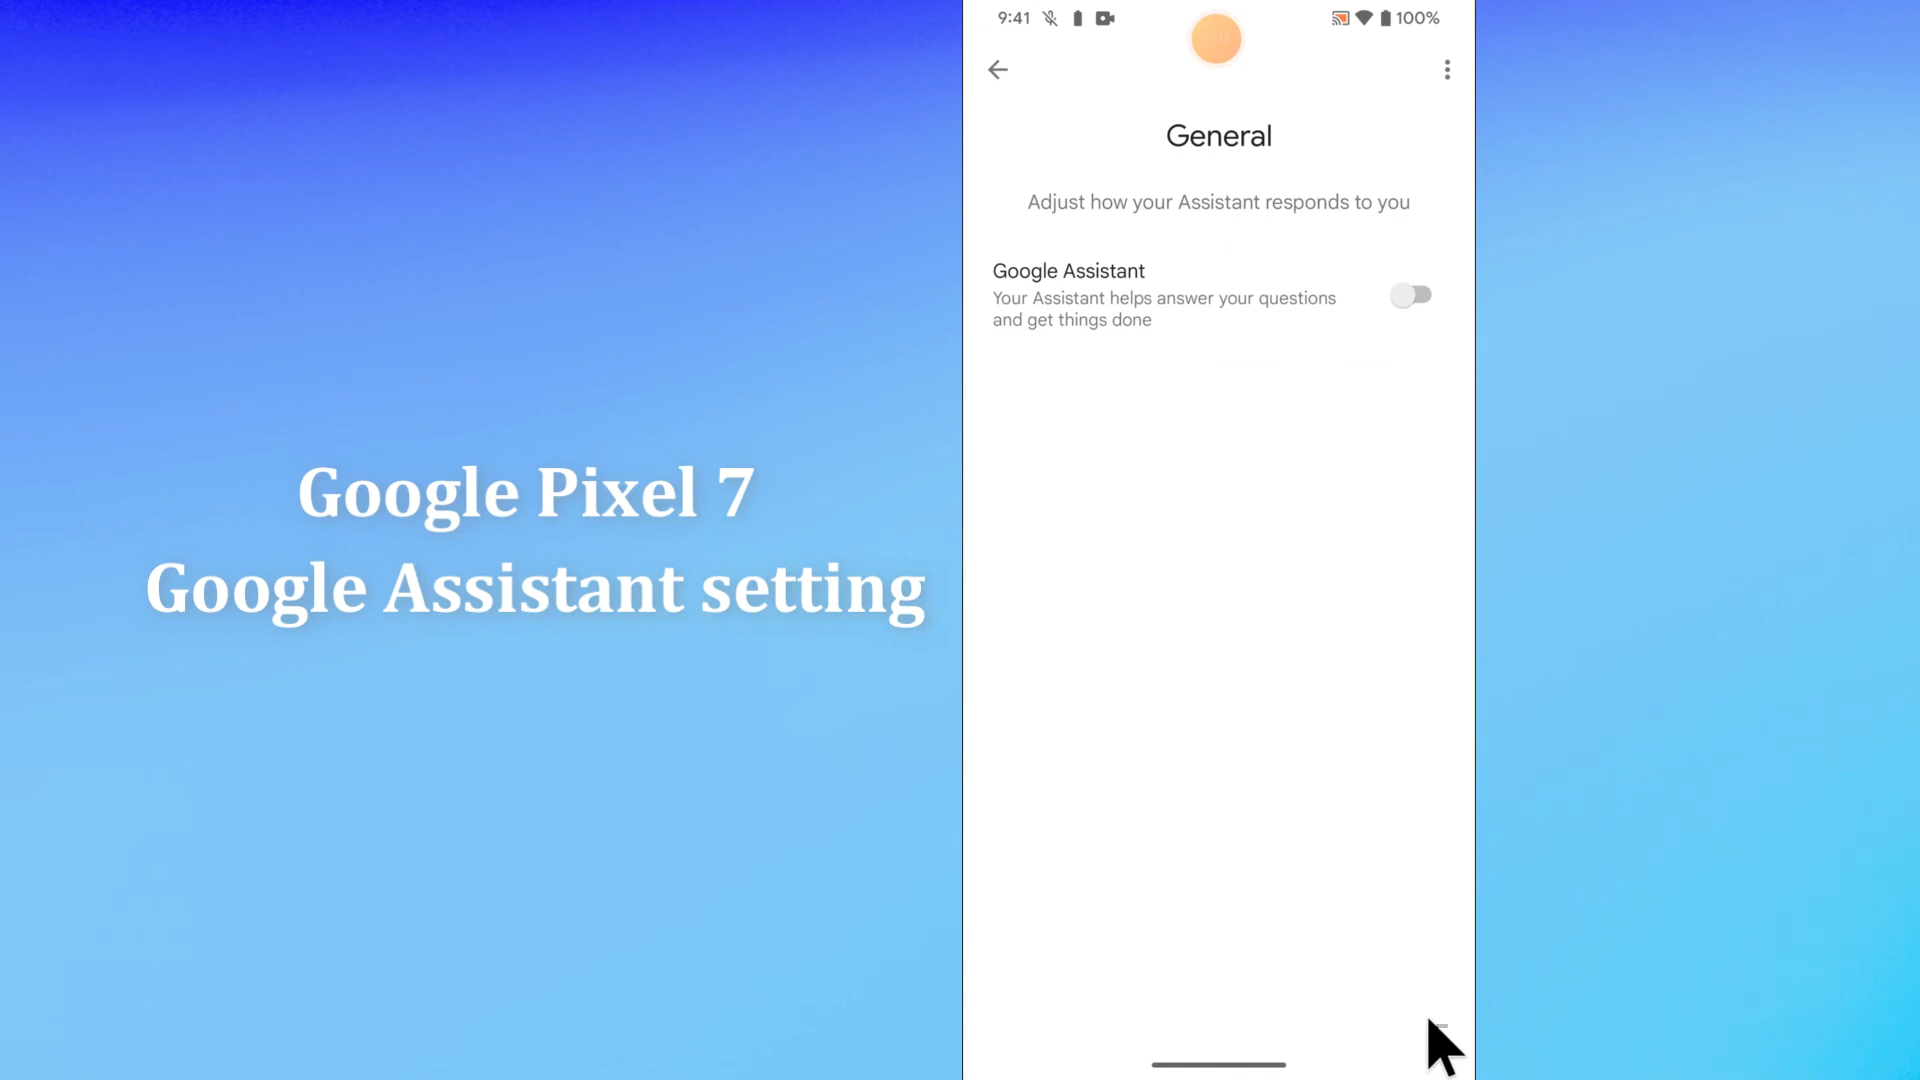 Google Pixel 7
Google Assistant setting
9:41
100%
General
Adjust how your Assistant responds to you
Google Assistant
Your Assistant helps answer your questions
and get things done